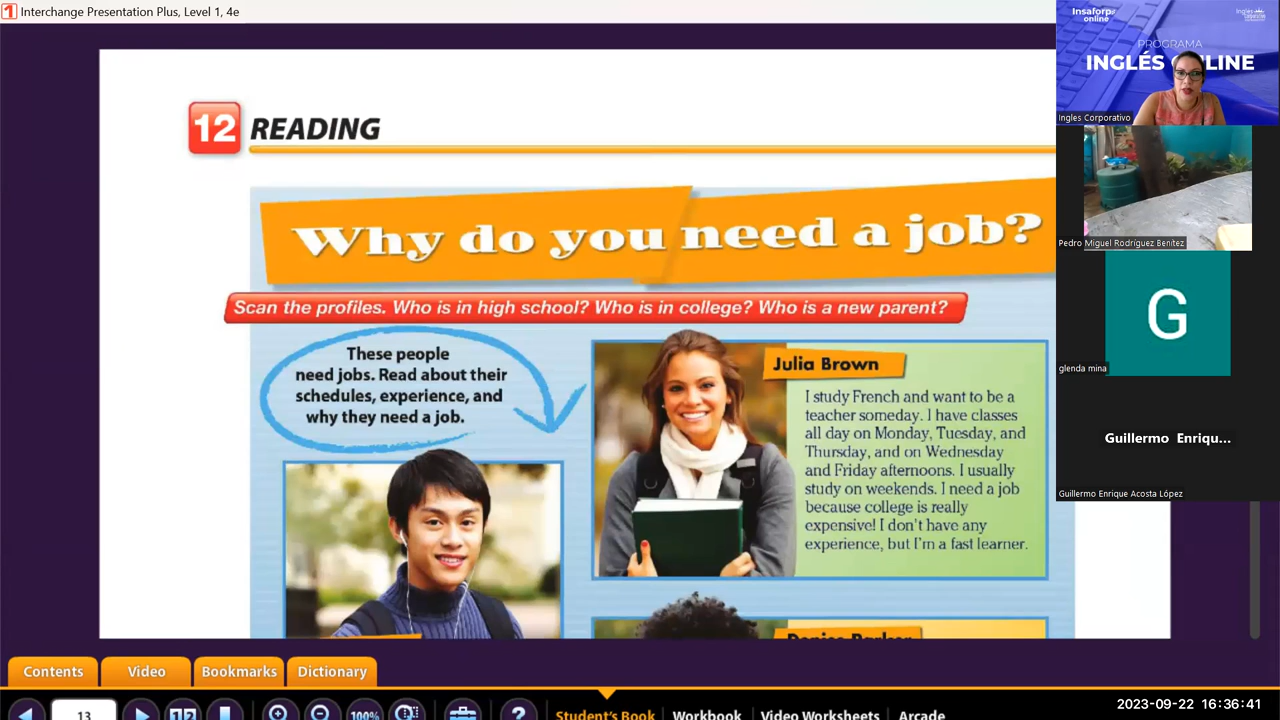 Interchange Presentation Plus, Level 1, 4e
12 READING
Why do you need a job?
Scan the profiles. Who is in high school? Who is in college? Who is a new parent?
These people
need jobs. Read about their
schedules, experience, and
why they need a job.
Julia Brown
I study French and want to be a
teacher someday. I have classes
all day on Monday, Tuesday, and
Thursday, and on Wednesday
and Friday afternoons. I usually
study on weekends. I need a job
because college is really
expensive! I don't have any
experience, but I'm a fast learner.
Denise Parker
Insaforp
online
PROGRAMA
INGLÉS ONLINE
Ingles Corporativo
Pedro Miguel Rodríguez Benítez
G
glenda mina
Guillermo Enriqu...
Guillermo Enrique Acosta López
Contents
Video
Bookmarks
Dictionary
13
100%
?
Student's Book
Workbook
Video Worksheets
Arcade
2023-09-22 16:36:41